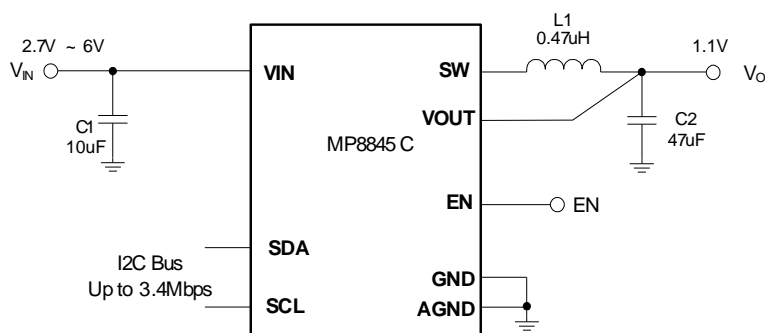 2.7V ~ 6V
VIN
C1
10uF
VIN
SW
L1
0.47uH
1.1V
VO
VOUT
C2
47uF
MP8845 C
EN
EN
I2C Bus
Up to 3.4Mbps
SDA
SCL
GND
AGND